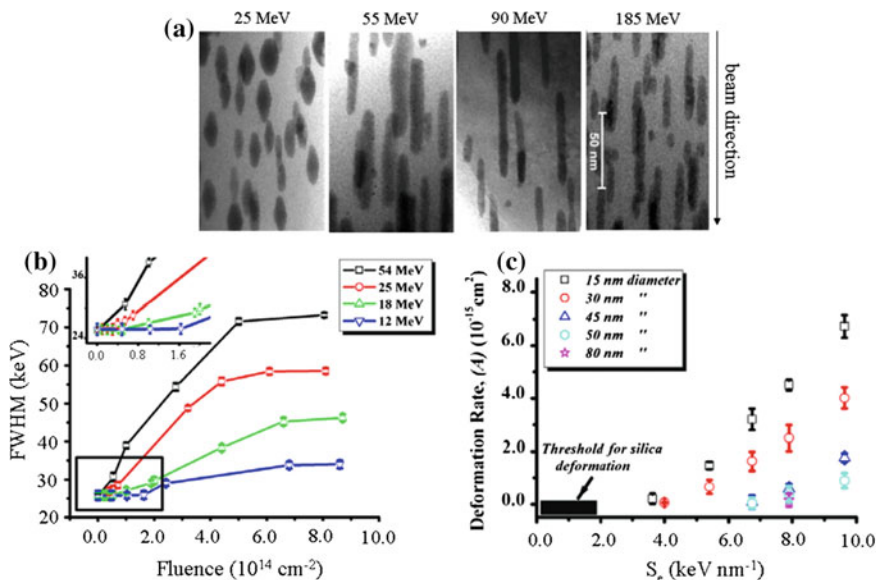 (a)
25 MeV
55 MeV
90 MeV
185 MeV
50 nm
beam direction
(b)
FWHM (keV)
80
70
60
50
40
30
20
36
24
0.0
0.8
1.6
54 MeV
25 MeV
18 MeV
12 MeV
0.0
2.0
4.0
6.0
8.0
10.0
Fluence (10¹⁴ cm⁻²)
(c)
Deformation Rate, (A) (10⁻¹⁵ cm²)
8.0
6.0
4.0
2.0
0.0
15 nm diameter
30 nm "
45 nm "
50 nm "
80 nm "
Threshold for silica
deformation
0.0
2.0
4.0
6.0
8.0
10.0
Sₑ (keV nm⁻¹)